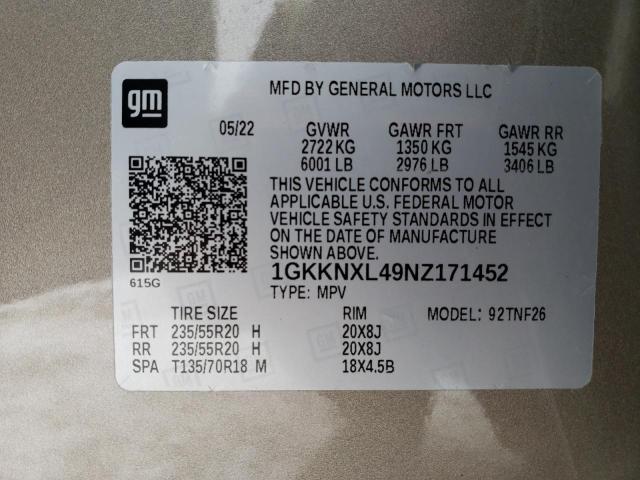 gm
MFD BY GENERAL MOTORS LLC
05/22 GVWR GAWR FRT GAWR RR
2722 KG 1350 KG 1545 KG
6001 LB 2976 LB 3406 LB
THIS VEHICLE CONFORMS TO ALL
APPLICABLE U.S. FEDERAL MOTOR
VEHICLE SAFETY STANDARDS IN EFFECT
ON THE DATE OF MANUFACTURE
SHOWN ABOVE.
1GKKNXL49NZ171452
615G
TYPE: MPV
TIRE SIZE RIM MODEL: 92TNF26
FRT 235/55R20 H 20X8J
RR 235/55R20 H 20X8J
SPA T135/70R18 M 18X4.5B